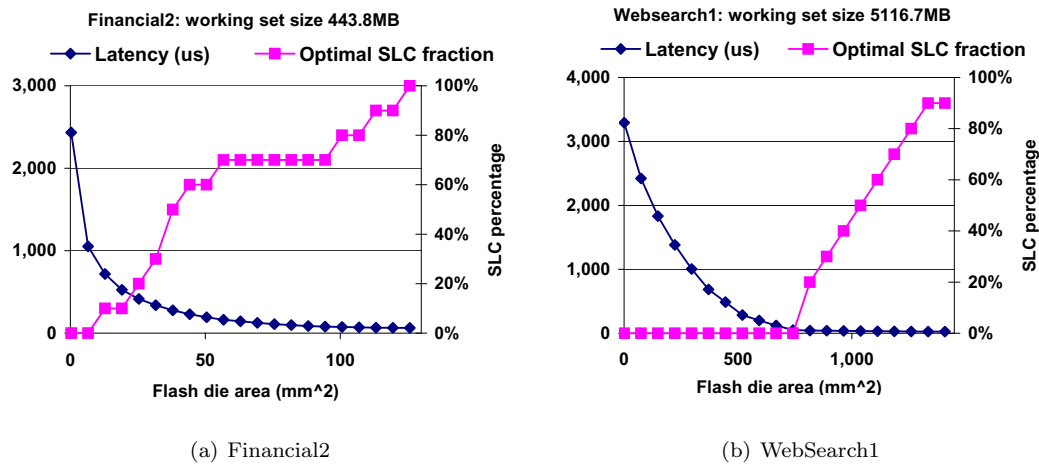 Financial2: working set size 443.8MB
Latency (us)
Optimal SLC fraction
3,000
2,000
1,000
0
100%
80%
60%
40%
20%
0%
SLC percentage
0
50
100
Flash die area (mm^2)
(a) Financial2
Websearch1: working set size 5116.7MB
Latency (us)
Optimal SLC fraction
4,000
3,000
2,000
1,000
0
100%
80%
60%
40%
20%
0%
SLC percentage
0
500
1,000
Flash die area (mm^2)
(b) WebSearch1